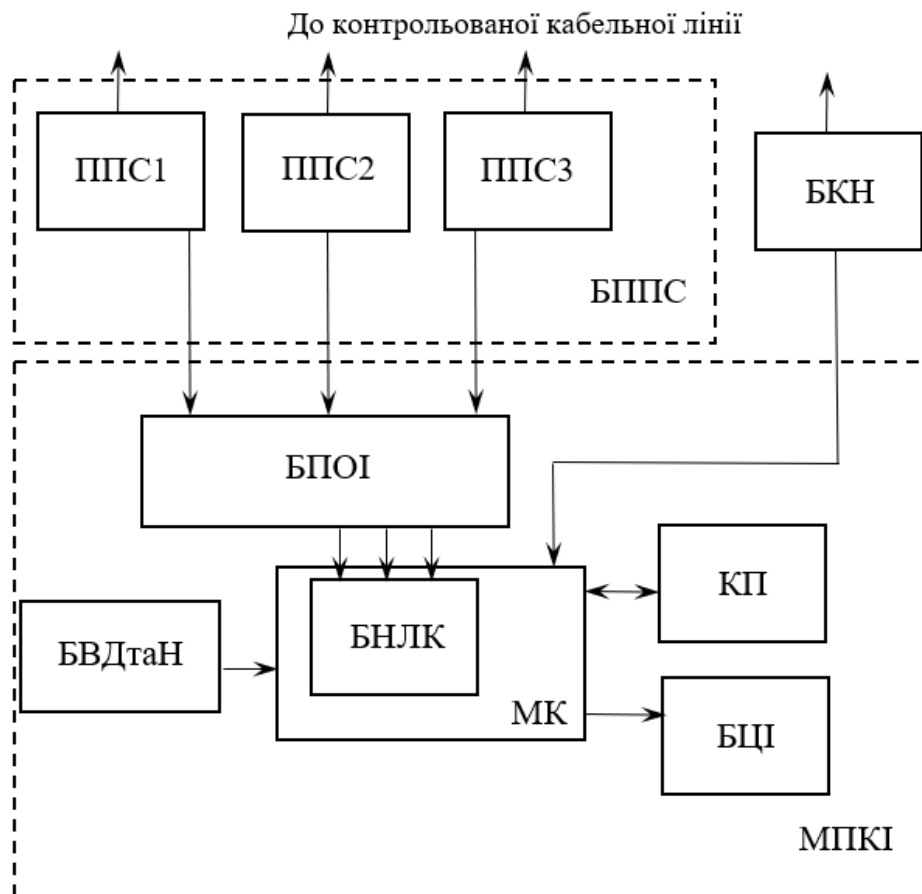 До контрольованої кабельної лінії
ППС1
ППС2
ППС3
БКН
БППС
БПОІ
КП
БНЛК
БВДтаН
МК
БЦІ
МПКІ